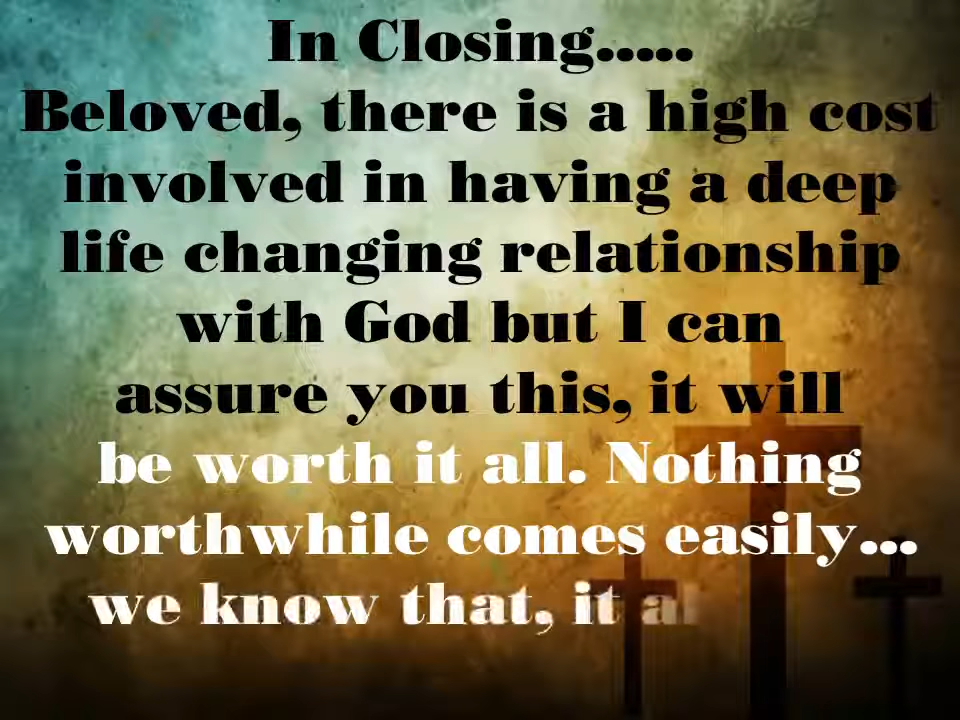 In Closing.....
Beloved, there is a high cost
involved in having a deep
life changing relationship
with God but I can
assure you this, it will
be worth it all. Nothing
worthwhile comes easily...
we know that, it